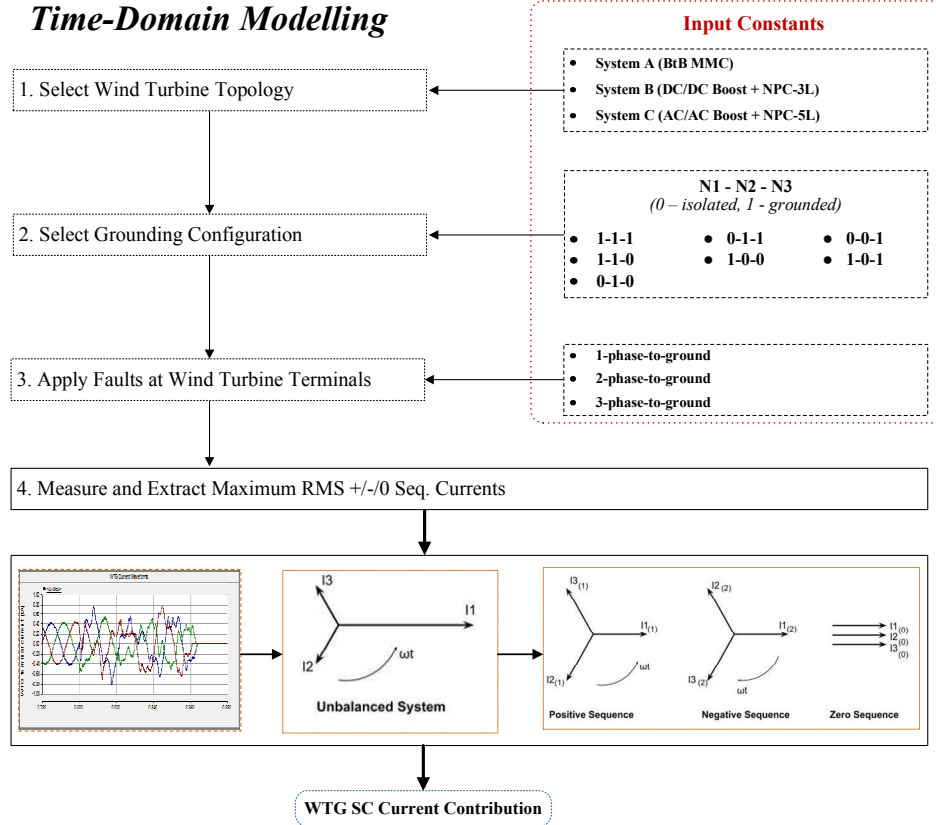 Time-Domain Modelling
Input Constants
1. Select Wind Turbine Topology
• System A (BtB MMC)
• System B (DC/DC Boost + NPC-3L)
• System C (AC/AC Boost + NPC-5L)
N1 - N2 - N3
(0 – isolated, 1 - grounded)
2. Select Grounding Configuration
• 1-1-1 • 0-1-1 • 0-0-1
• 1-1-0 • 1-0-0 • 1-0-1
• 0-1-0
3. Apply Faults at Wind Turbine Terminals
• 1-phase-to-ground
• 2-phase-to-ground
• 3-phase-to-ground
4. Measure and Extract Maximum RMS +/-/0 Seq. Currents
WTG Current Waveforms
I3
I1
I2
ωt
Unbalanced System
I3(1)
I1(1)
I2(1)
ωt
Positive Sequence
I2(2)
I1(2)
I3(2)
ωt
Negative Sequence
I1(0)
I2(0)
I3(0)
Zero Sequence
WTG SC Current Contribution